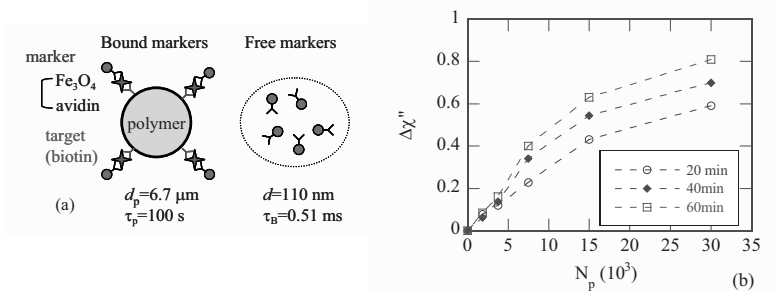 Bound markers
Free markers
marker
Fe₃O₄
avidin
target
(biotin)
polymer
dₚ=6.7 μm
τₚ=100 s
d=110 nm
τ_B=0.51 ms
(a)
1
0.8
0.6
0.4
0.2
0
Δχ"
0 5 10 15 20 25 30 35
Nₚ (10³)
20 min
40min
60min
(b)